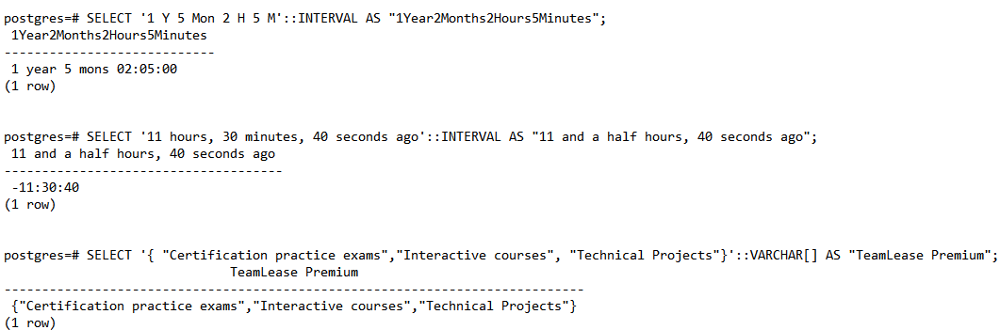 postgres=# SELECT '1 Y 5 Mon 2 H 5 M'::INTERVAL AS "1Year2Months2Hours5Minutes";
 1Year2Months2Hours5Minutes
----------------------------
 1 year 5 mons 02:05:00
(1 row)
postgres=# SELECT '11 hours, 30 minutes, 40 seconds ago'::INTERVAL AS "11 and a half hours, 40 seconds ago";
 11 and a half hours, 40 seconds ago
-------------------------------------
 -11:30:40
(1 row)
postgres=# SELECT '{ "Certification practice exams","Interactive courses", "Technical Projects"}'::VARCHAR[] AS "TeamLease Premium";
                              TeamLease Premium
-----------------------------------------------------------------------------
 {"Certification practice exams","Interactive courses","Technical Projects"}
(1 row)